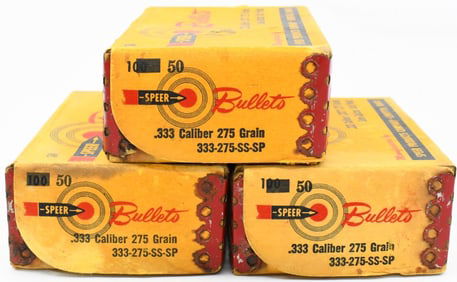 100 50
SPEER Bullets
.333 Caliber 275 Grain
333-275-SS-SP
100 50
SPEER Bullets
.333 Caliber 275 Grain
333-275-SS-SP
100 50
SPEER Bullets
.333 Caliber 275 Grain
333-275-SS-SP